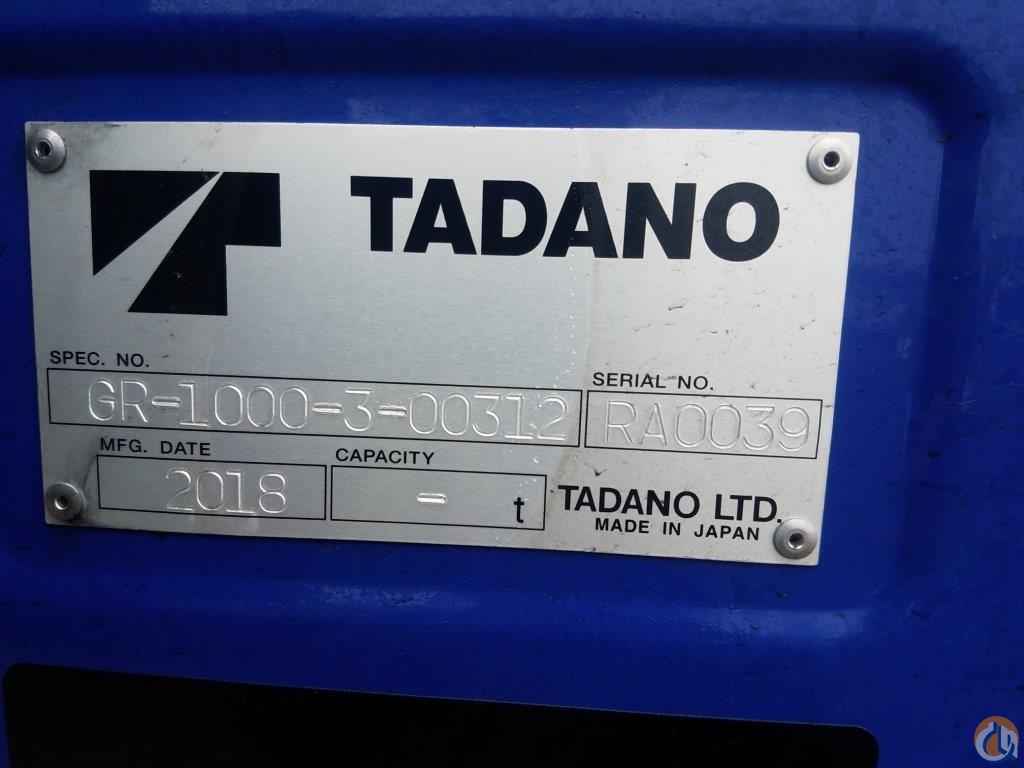 TADANO
SPEC. NO.
GR-1000-3-00312
SERIAL NO.
RA0039
MFG. DATE
2018
CAPACITY
- t
TADANO LTD.
MADE IN JAPAN